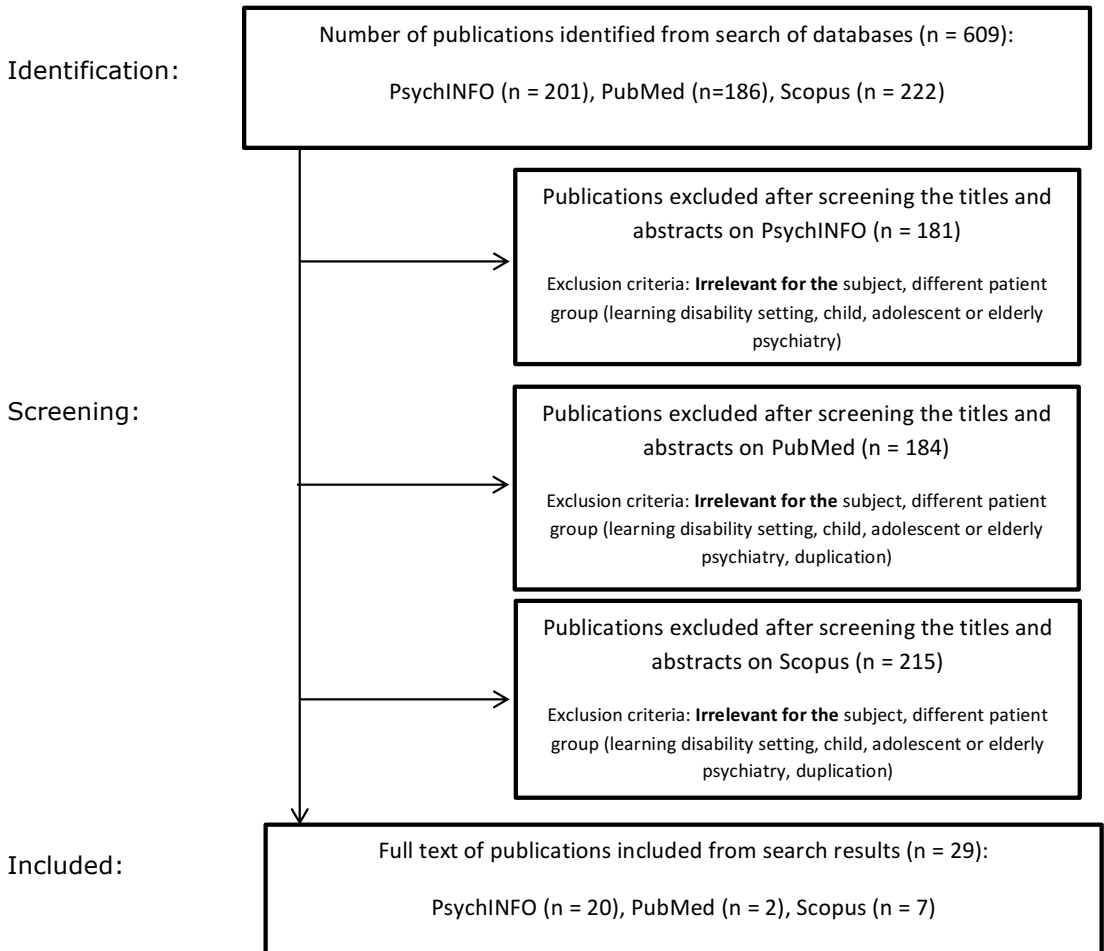 Identification:
Number of publications identified from search of databases (n = 609):
PsychINFO (n = 201), PubMed (n=186), Scopus (n = 222)
Publications excluded after screening the titles and
abstracts on PsychINFO (n = 181)
Exclusion criteria: Irrelevant for the subject, different patient
group (learning disability setting, child, adolescent or elderly
psychiatry)
Screening:
Publications excluded after screening the titles and
abstracts on PubMed (n = 184)
Exclusion criteria: Irrelevant for the subject, different patient
group (learning disability setting, child, adolescent or elderly
psychiatry, duplication)
Publications excluded after screening the titles and
abstracts on Scopus (n = 215)
Exclusion criteria: Irrelevant for the subject, different patient
group (learning disability setting, child, adolescent or elderly
psychiatry, duplication)
Included:
Full text of publications included from search results (n = 29):
PsychINFO (n = 20), PubMed (n = 2), Scopus (n = 7)